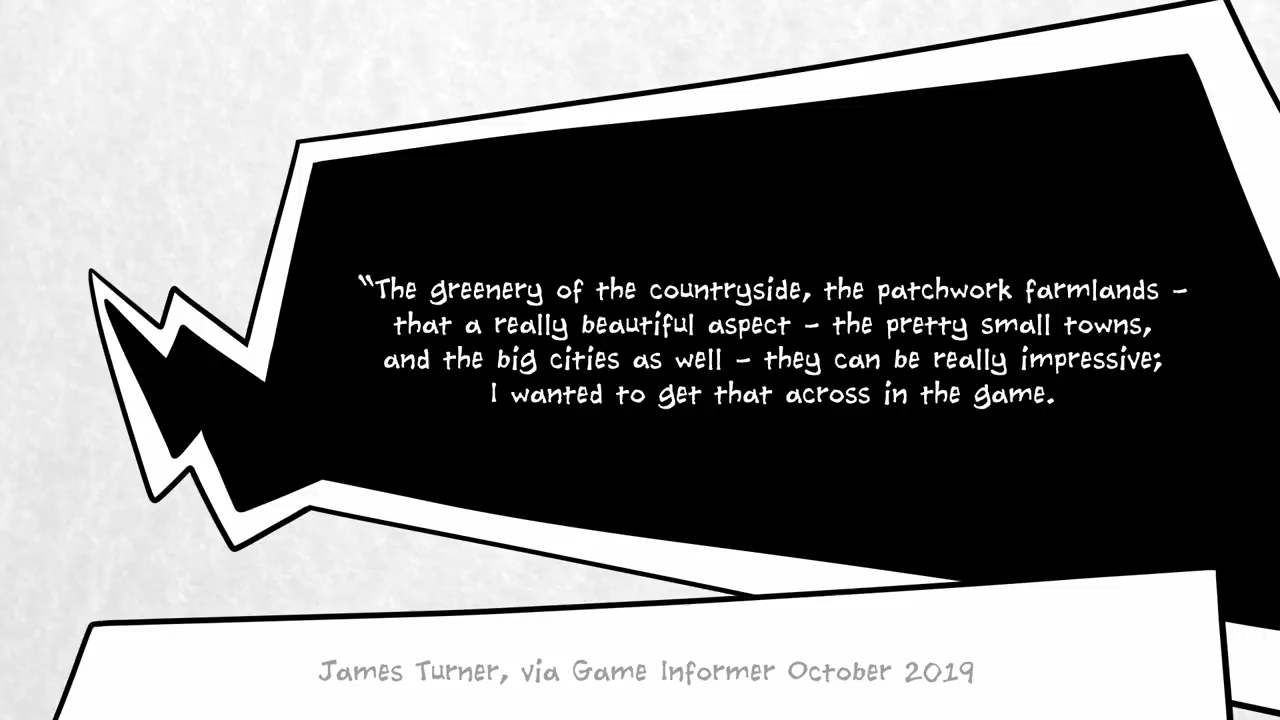 “The greenery of the countryside, the patchwork farmlands –
that a really beautiful aspect – the pretty small towns,
and the big cities as well – they can be really impressive;
I wanted to get that across in the game.
James Turner, via Game Informer October 2019